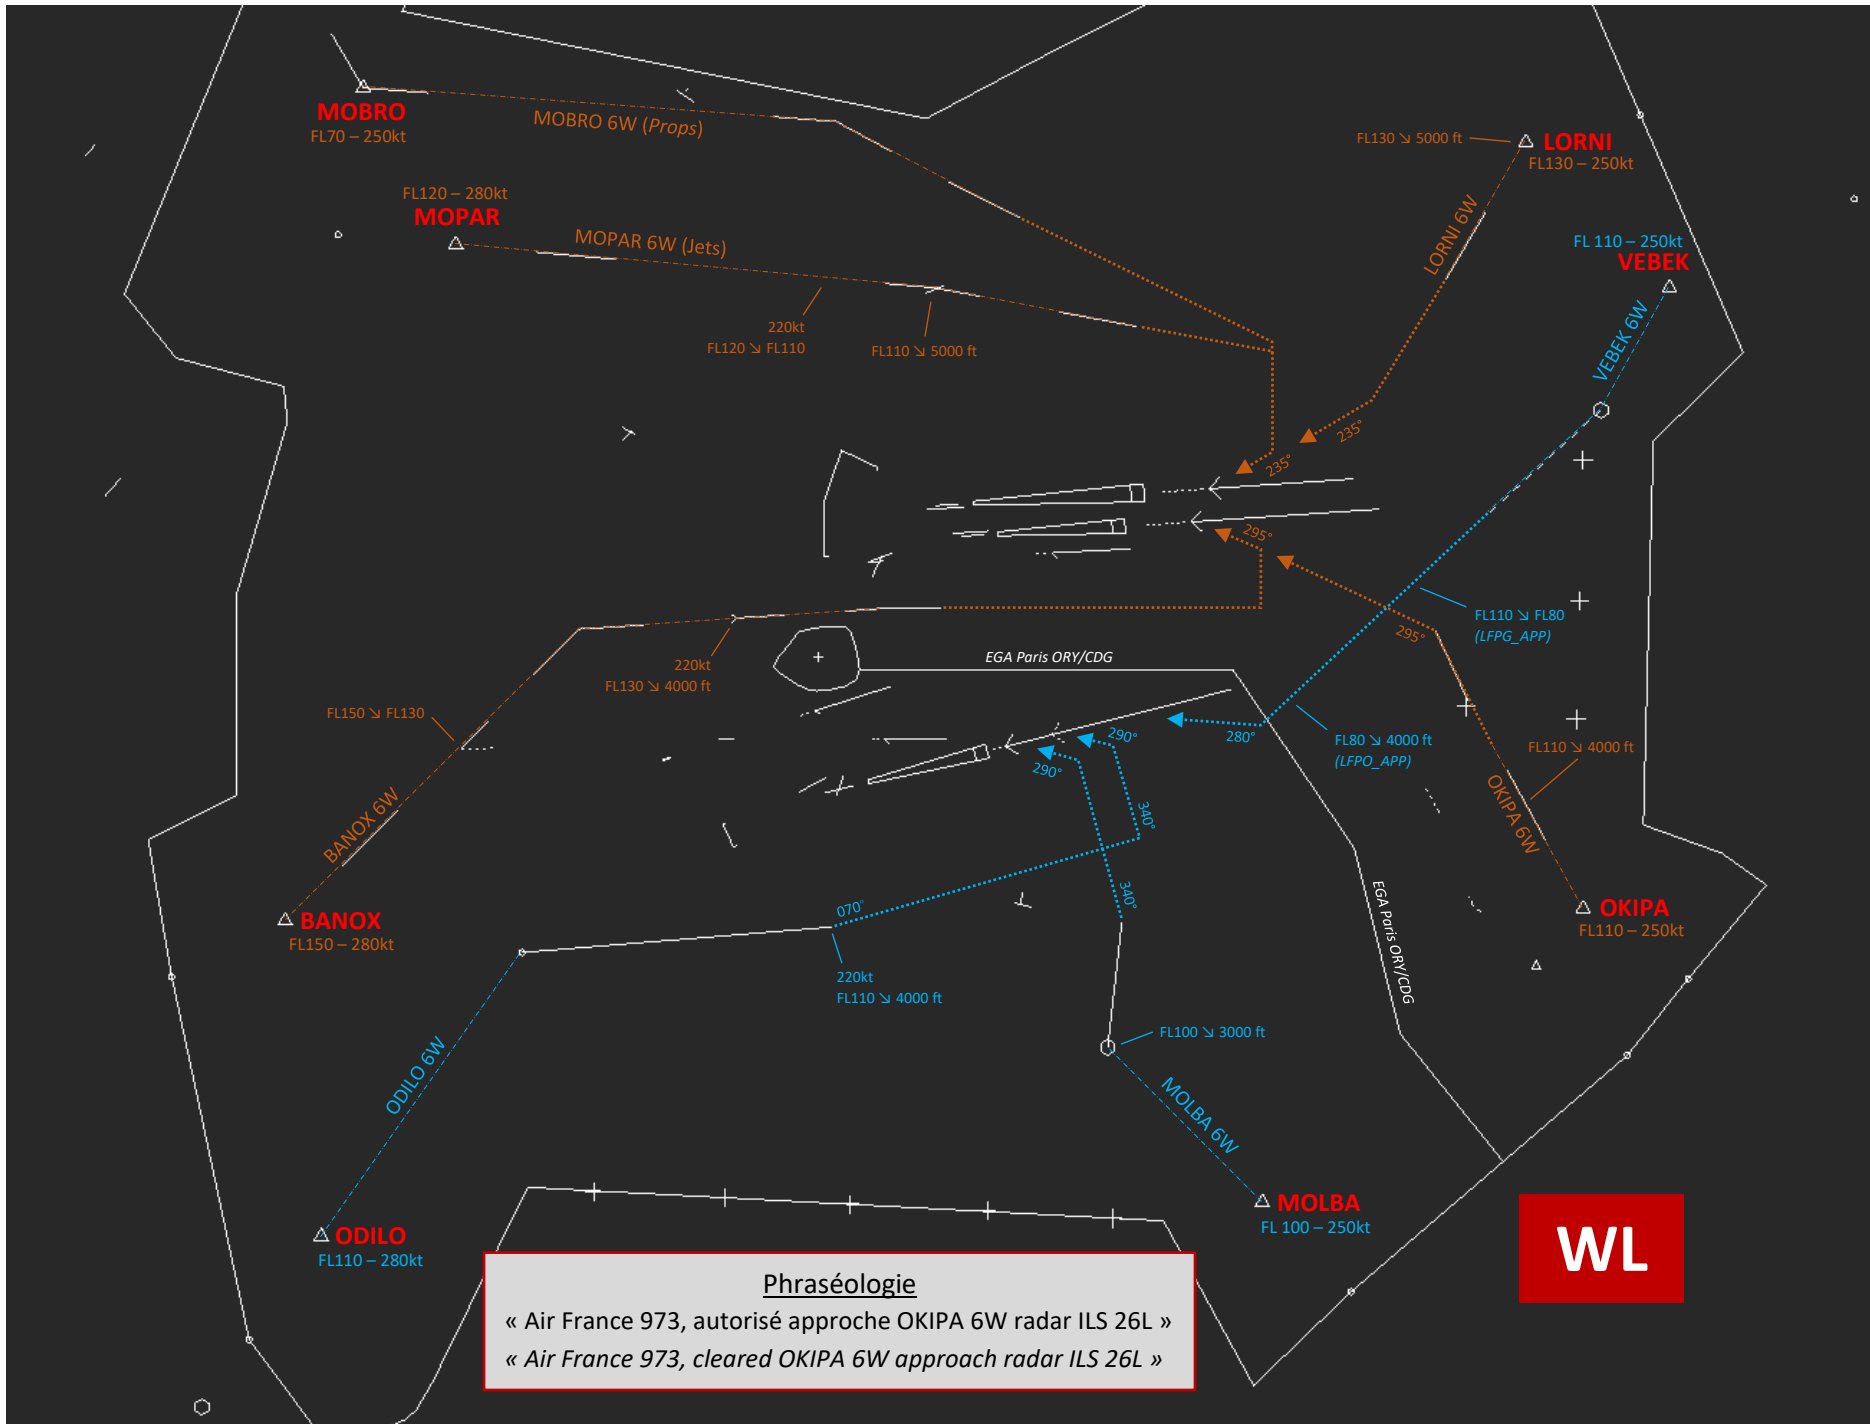 MOBRO
FL70 – 250kt
MOBRO 6W (Props)
FL120 – 280kt
MOPAR
MOPAR 6W (Jets)
220kt
FL120 ↘ FL110
FL110 ↘ 5000 ft
FL130 ↘ 5000 ft
LORNI
FL130 – 250kt
LORNI 6W
FL 110 – 250kt
VEBEK
VEBEK 6W
235°
235°
295°
295°
FL110 ↘ FL80
(LFPG_APP)
EGA Paris ORY/CDG
220kt
FL130 ↘ 4000 ft
FL150 ↘ FL130
290°
290°
280°
FL80 ↘ 4000 ft
(LFPO_APP)
FL110 ↘ 4000 ft
OKIPA 6W
340°
340°
BANOX 6W
BANOX
FL150 – 280kt
070°
220kt
FL110 ↘ 4000 ft
EGA Paris ORY/CDG
OKIPA
FL110 – 250kt
FL100 ↘ 3000 ft
ODILO 6W
MOLBA 6W
ODILO
FL110 – 280kt
MOLBA
FL 100 – 250kt
WL
Phraséologie
« Air France 973, autorisé approche OKIPA 6W radar ILS 26L »
« Air France 973, cleared OKIPA 6W approach radar ILS 26L »